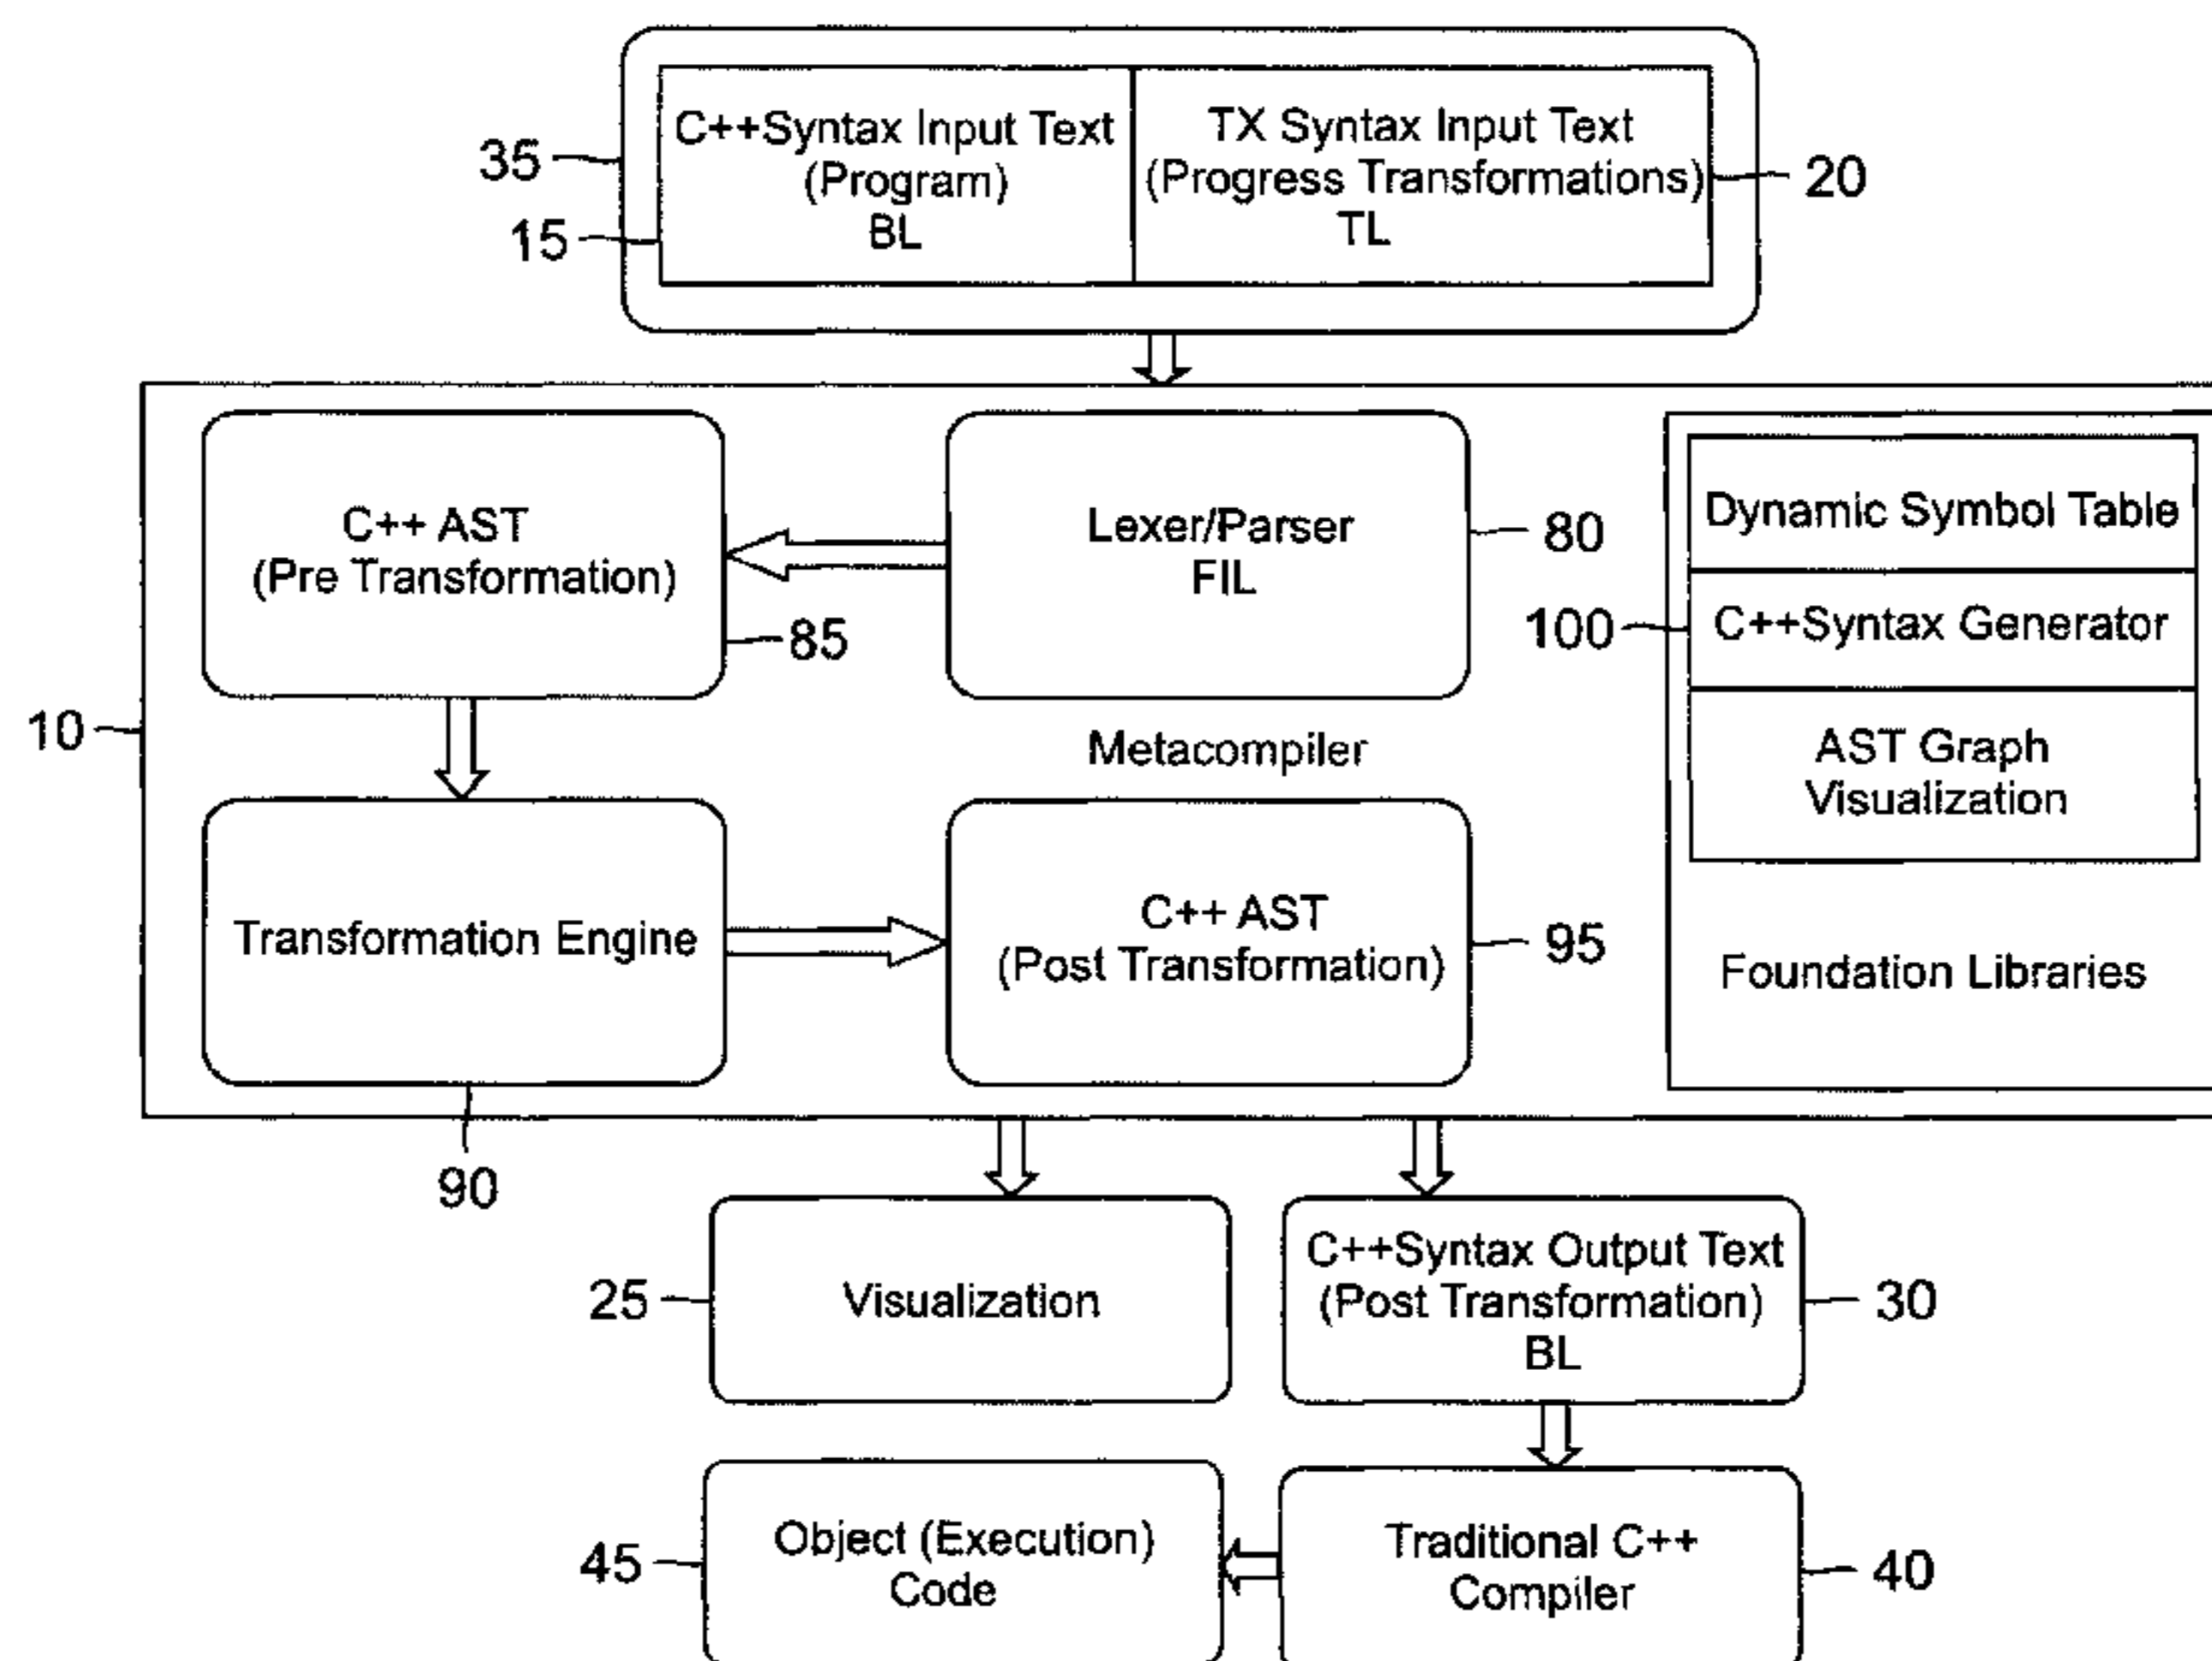 C++Syntax Input Text
(Program)
BL
TX Syntax Input Text
(Progress Transformations)
TL
35
15
20
C++ AST
(Pre Transformation)
85
Lexer/Parser
FIL
80
Dynamic Symbol Table
C++Syntax Generator
100
AST Graph
Visualization
Foundation Libraries
10
Metacompiler
Transformation Engine
90
C++ AST
(Post Transformation)
95
25
Visualization
C++Syntax Output Text
(Post Transformation)
BL
30
45
Object (Execution)
Code
Traditional C++
Compiler
40